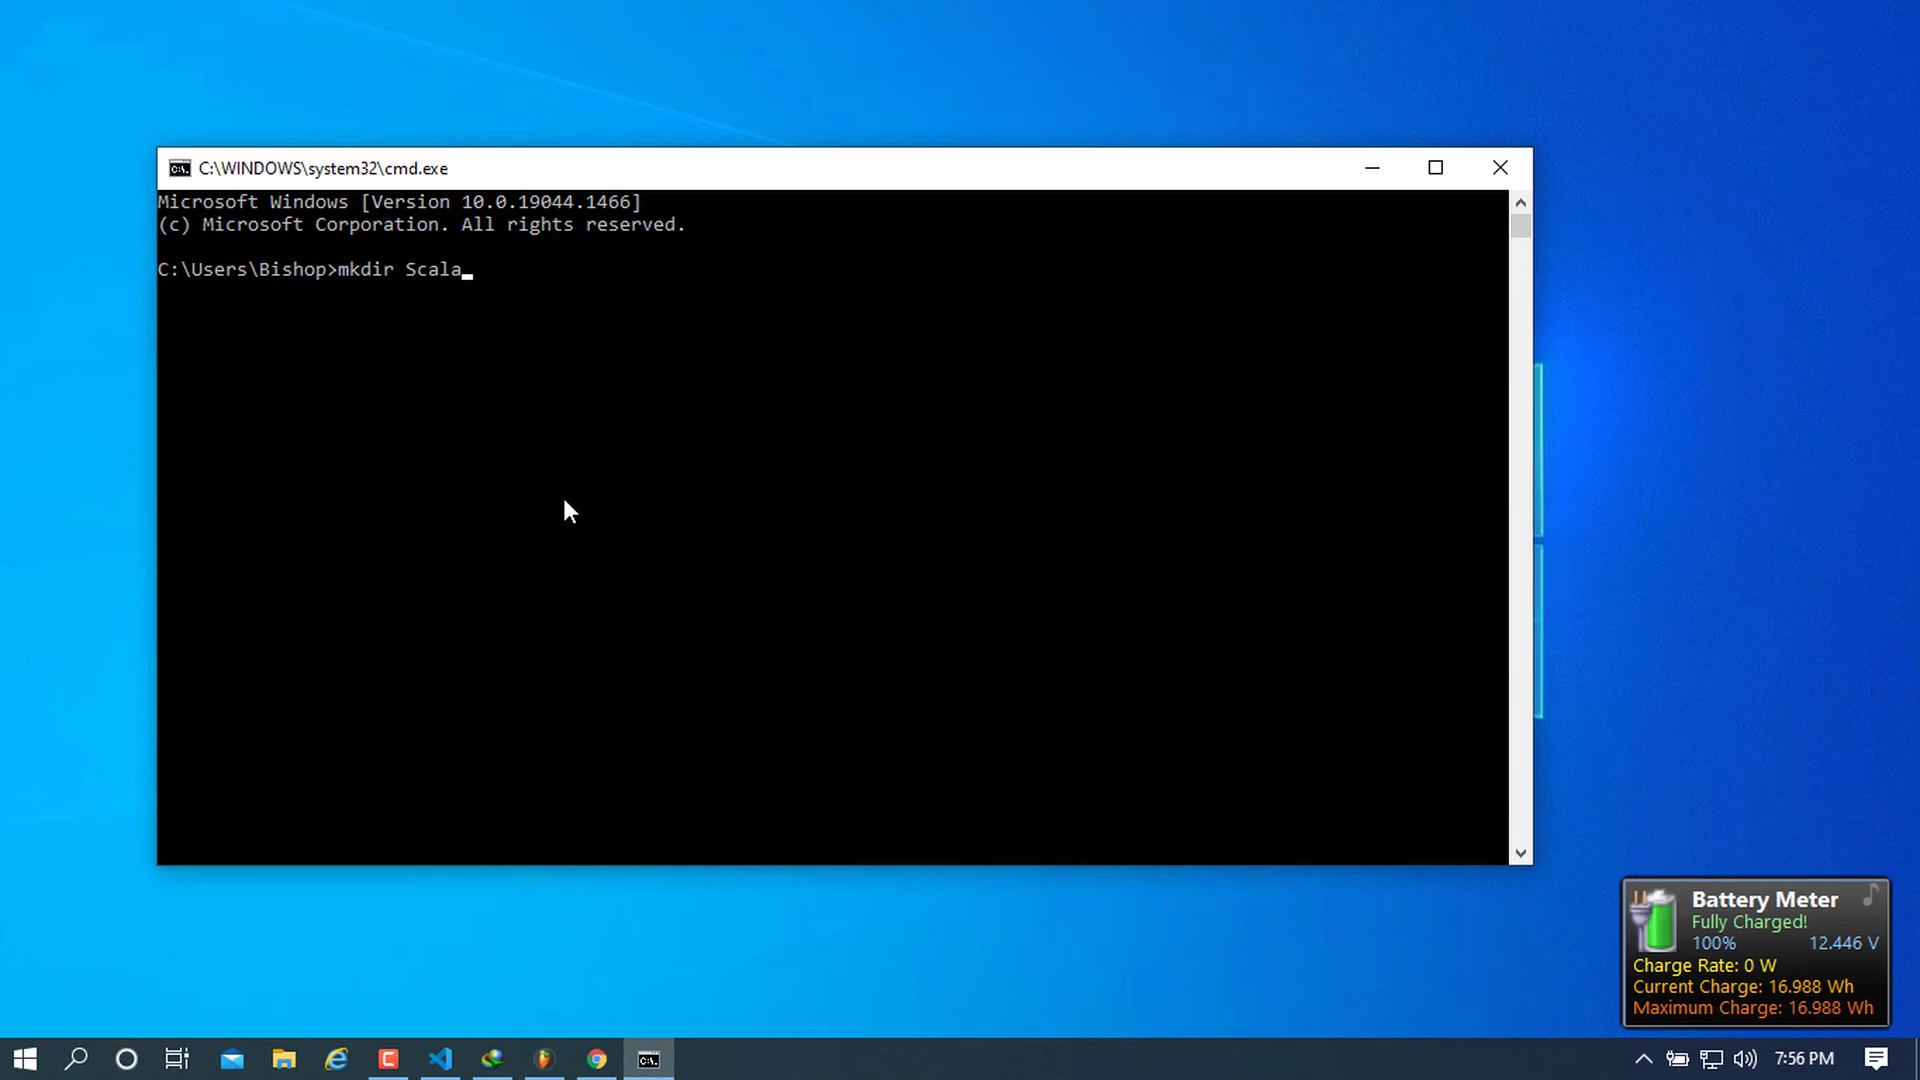 C:\WINDOWS\system32\cmd.exe
Microsoft Windows [Version 10.0.19044.1466]
(c) Microsoft Corporation. All rights reserved.
C:\Users\Bishop>mkdir Scala
Battery Meter
Fully Charged!
100% 12.446 V
Charge Rate: 0 W
Current Charge: 16.988 Wh
Maximum Charge: 16.988 Wh
7:56 PM